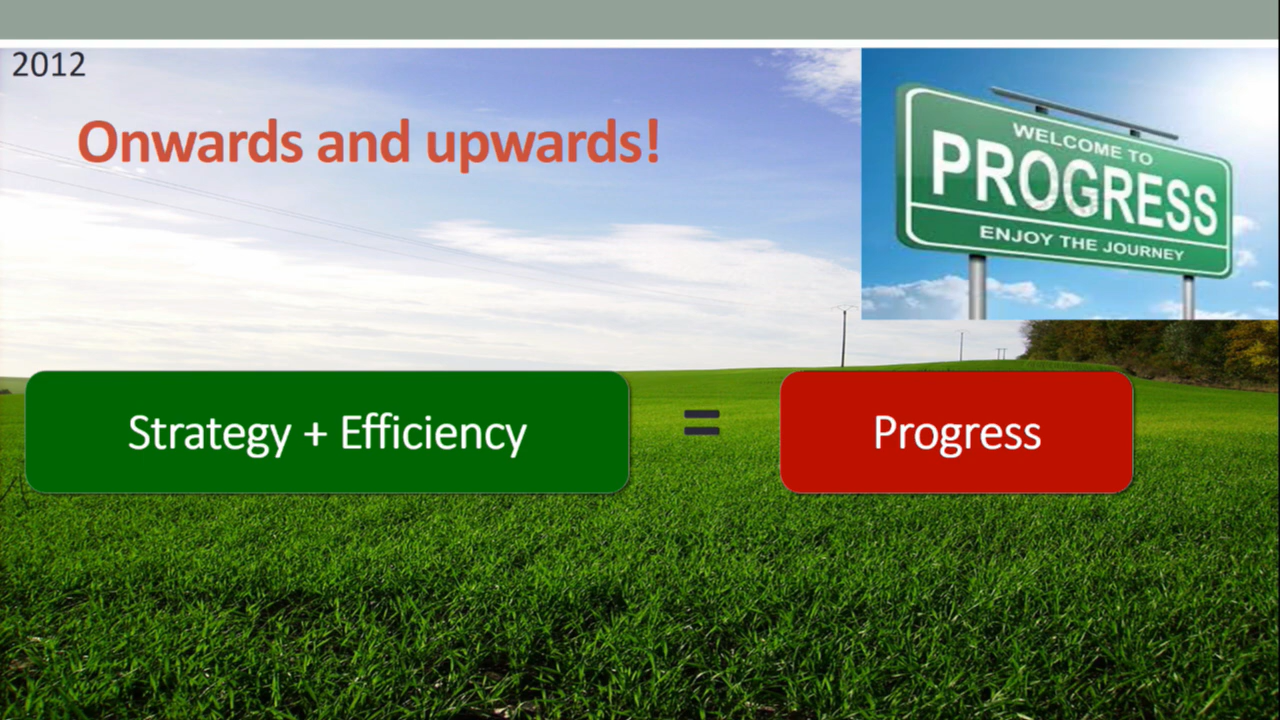 2012
Onwards and upwards!
WELCOME TO
PROGRESS
ENJOY THE JOURNEY
Strategy + Efficiency
=
Progress